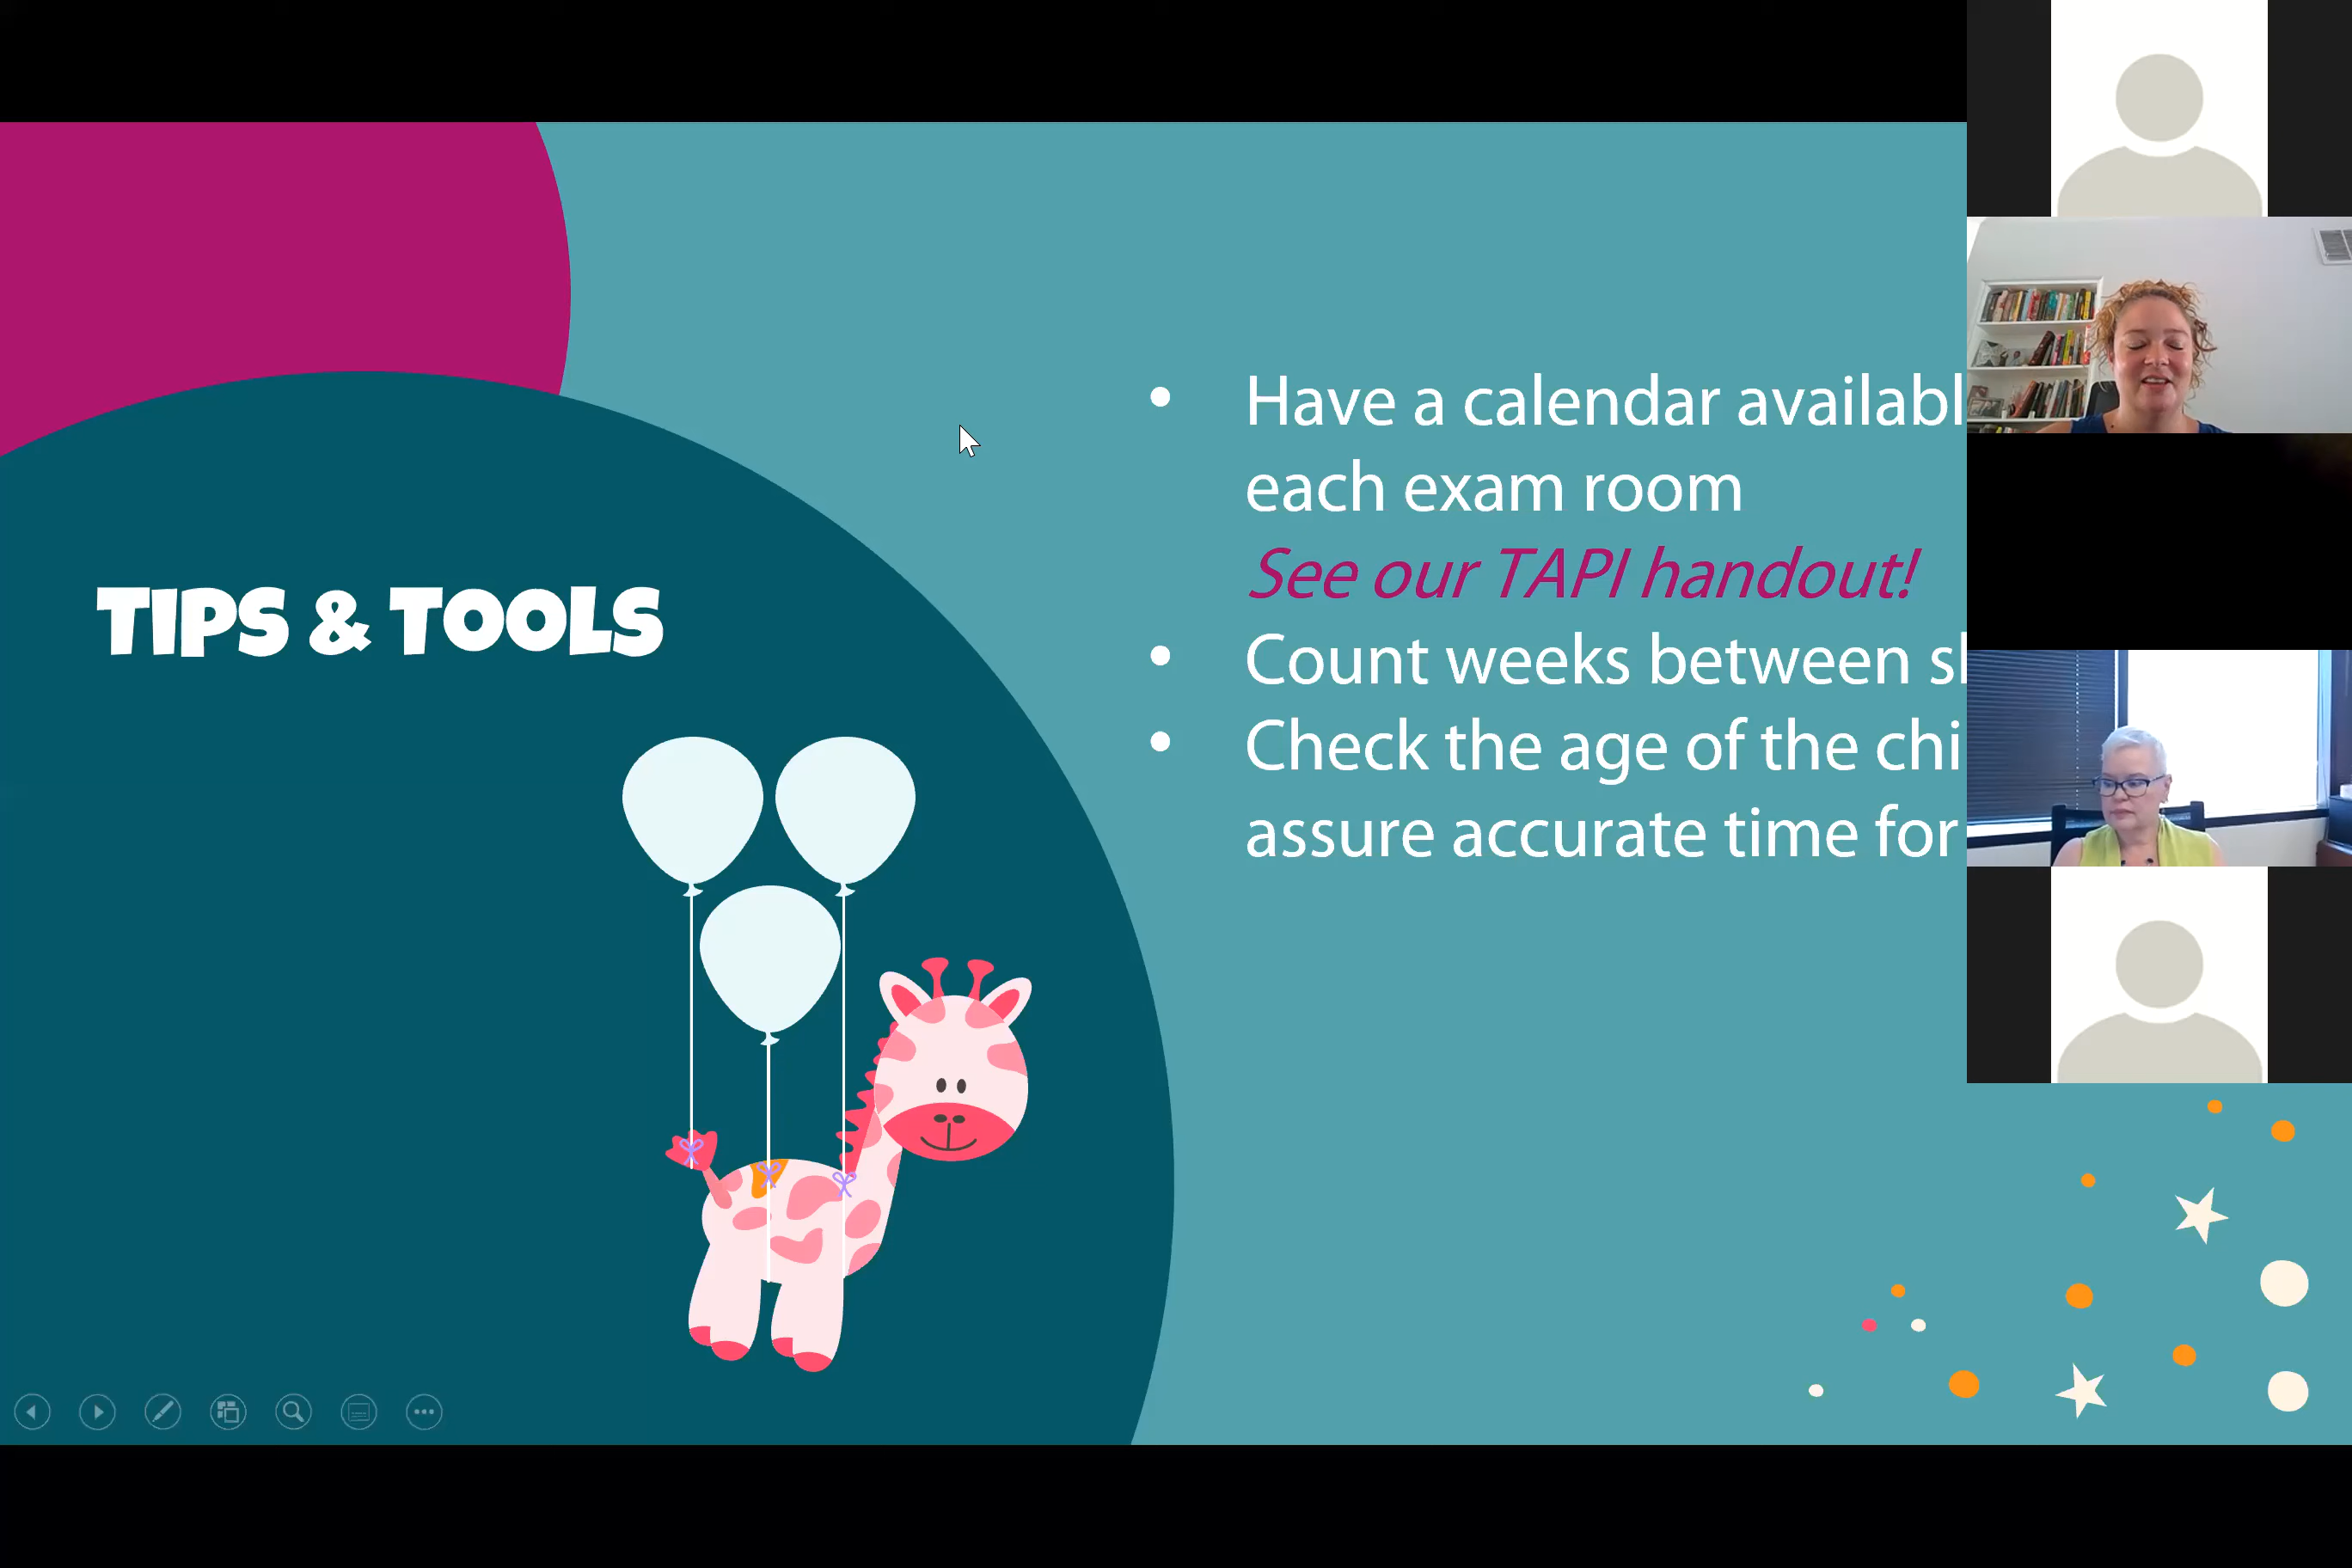 TIPS & TOOLS
• Have a calendar availabl
each exam room
See our TAPI handout!
• Count weeks between
• Check the age of the chi
assure accurate time for